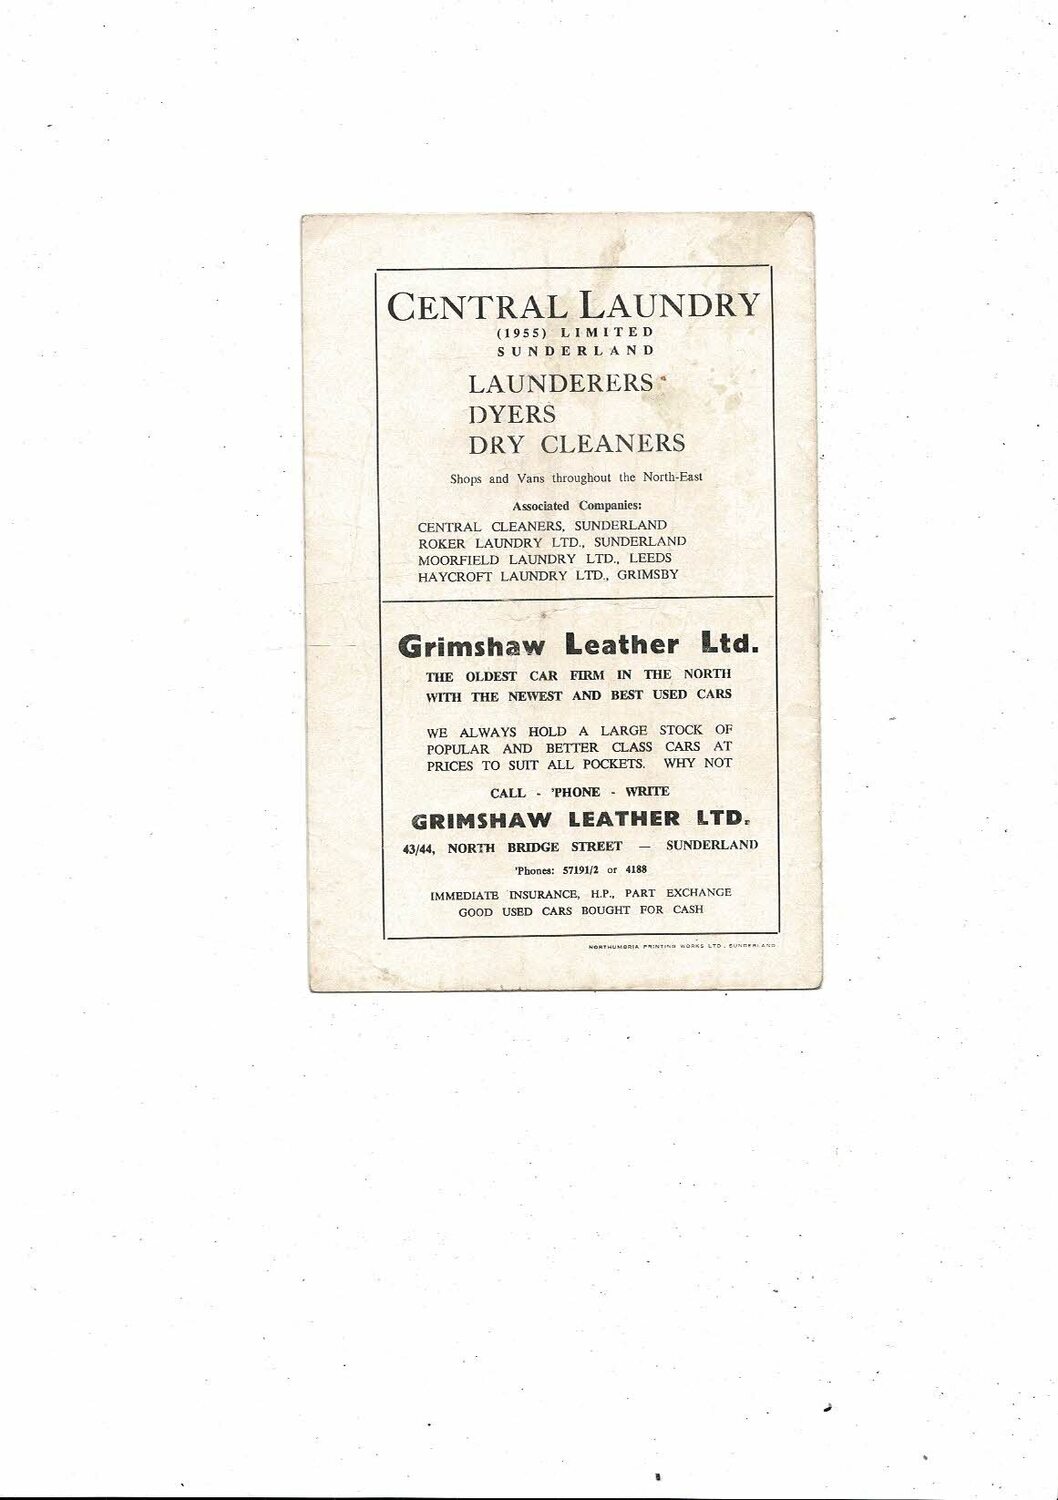 CENTRAL LAUNDRY
(1955) LIMITED
SUNDERLAND
LAUNDERERS
DYERS
DRY CLEANERS
Shops and Vans throughout the North-East
Associated Companies:
CENTRAL CLEANERS, SUNDERLAND
ROKER LAUNDRY LTD., SUNDERLAND
MOORFIELD LAUNDRY LTD., LEEDS
HAYCROFT LAUNDRY LTD., GRIMSBY
Grimshaw Leather Ltd.
THE OLDEST CAR FIRM IN THE NORTH
WITH THE NEWEST AND BEST USED CARS
WE ALWAYS HOLD A LARGE STOCK OF
POPULAR AND BETTER CLASS CARS AT
PRICES TO SUIT ALL POCKETS. WHY NOT
CALL - 'PHONE - WRITE
GRIMSHAW LEATHER LTD.
43/44, NORTH BRIDGE STREET — SUNDERLAND
'Phones: 57191/2 or 4188
IMMEDIATE INSURANCE, H.P., PART EXCHANGE
GOOD USED CARS BOUGHT FOR CASH
NORTHUMBRIA PRINTING WORKS LTD., SUNDERLAND